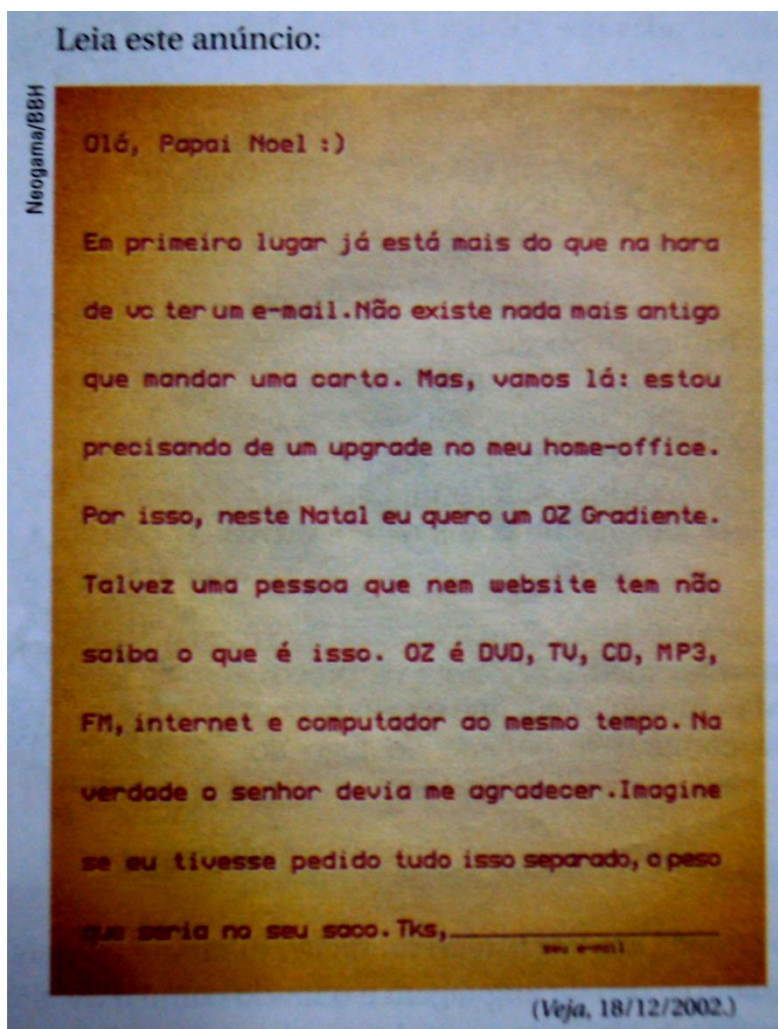 Leia este anúncio:
Neogama/BBH
Olá, Papai Noel :)
Em primeiro lugar já está mais do que na hora
de vc ter um e-mail.Não existe nada mais antigo
que mandar uma carta. Mas, vamos lá: estou
precisando de um upgrade no meu home-office.
Por isso, neste Natal eu quero um OZ Gradiente.
Talvez uma pessoa que nem website tem não
saiba o que é isso. OZ é DVD, TV, CD, MP3,
FM, internet e computador ao mesmo tempo. Na
verdade o senhor devia me agradecer.Imagine
se eu tivesse pedido tudo isso separado, o peso
que seria no seu saco. Tks,
seu e-mail
(Veja, 18/12/2002.)